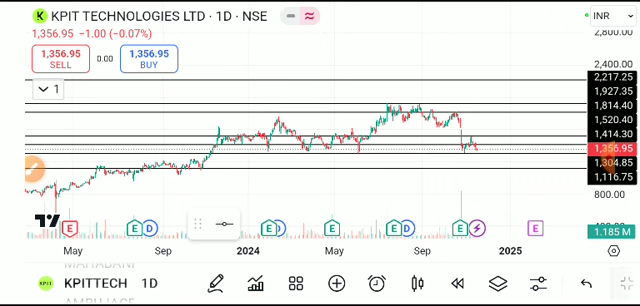 KPIT TECHNOLOGIES LTD · 1D · NSE
INR
1,356.95 −1.00 (−0.07%)
1,356.95
SELL
0.00
1,356.95
BUY
1
2,800.00
2,400.00
2,217.25
1,927.35
1,814.40
1,520.40
1,414.30
1,356.95
1,304.85
1,116.75
800.00
1.185 M
E
E D
E D
E
E D
E
E
May
Sep
2024
May
Sep
2025
KPIT
KPITTECH 1D